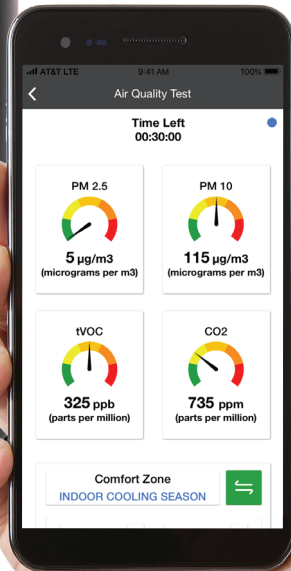 AT&T LTE 9:41 AM 100%
Air Quality Test
Time Left
00:30:00
PM 2.5
5 µg/m3
(micrograms per m3)
PM 10
115 µg/m3
(micrograms per m3)
tVOC
325 ppb
(parts per million)
CO2
735 ppm
(parts per million)
Comfort Zone
INDOOR COOLING SEASON